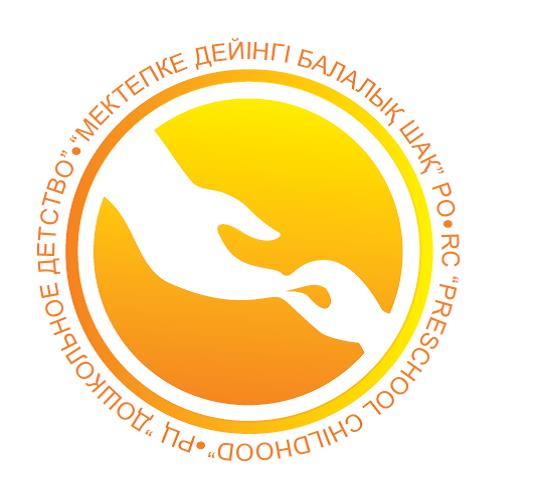 “МЕКТЕПКЕ ДЕЙІНГІ БАЛАЛЫҚ ШАҚ” РО
RC “PRESCHOOL CHILDHOOD”
РЦ “ДОШКОЛЬНОЕ ДЕТСТВО”